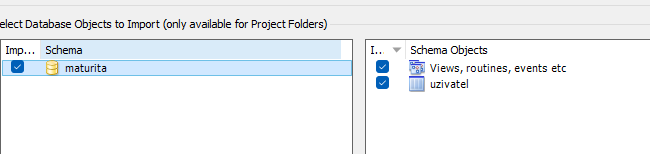 elect Database Objects to Import (only available for Project Folders)
Imp... Schema
maturita
I... Schema Objects
Views, routines, events etc
uzivatel